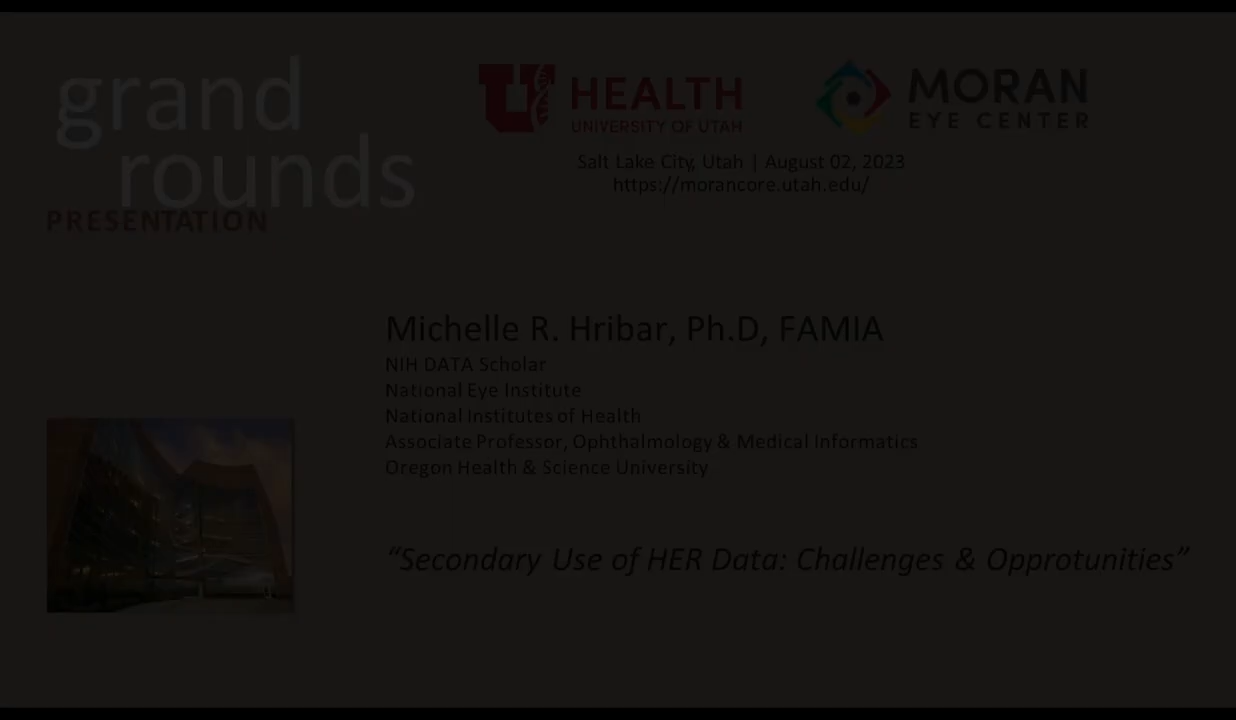 grand
rounds
PRESENTATION
U HEALTH
UNIVERSITY OF UTAH
MORAN
EYE CENTER
Salt Lake City, Utah | August 02, 2023
https://morancore.utah.edu/
Michelle R. Hribar, Ph.D, FAMIA
NIH DATA Scholar
National Eye Institute
National Institutes of Health
Associate Professor, Ophthalmology & Medical Informatics
Oregon Health & Science University
“Secondary Use of HER Data: Challenges & Opprotunities”